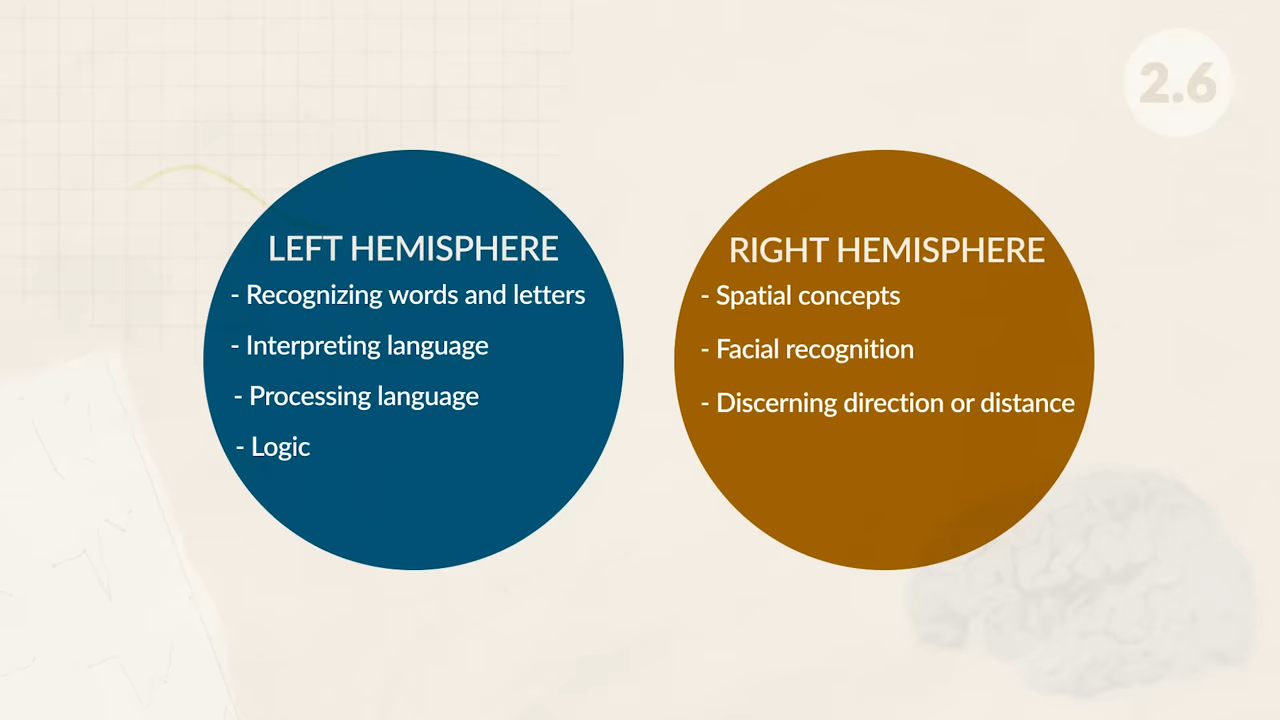 2.6
LEFT HEMISPHERE
- Recognizing words and letters
- Interpreting language
- Processing language
- Logic
RIGHT HEMISPHERE
- Spatial concepts
- Facial recognition
- Discerning direction or distance